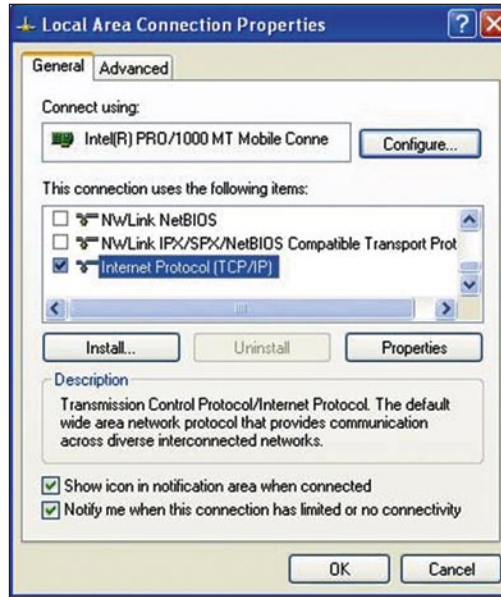 Local Area Connection Properties
General Advanced
Connect using:
Intel(R) PRO/1000 MT Mobile Conne
Configure...
This connection uses the following items:
NWLink NetBIOS
NWLink IPX/SPX/NetBIOS Compatible Transport Prot
Internet Protocol (TCP/IP)
Install... Uninstall Properties
Description
Transmission Control Protocol/Internet Protocol. The default
wide area network protocol that provides communication
across diverse interconnected networks.
Show icon in notification area when connected
Notify me when this connection has limited or no connectivity
OK Cancel